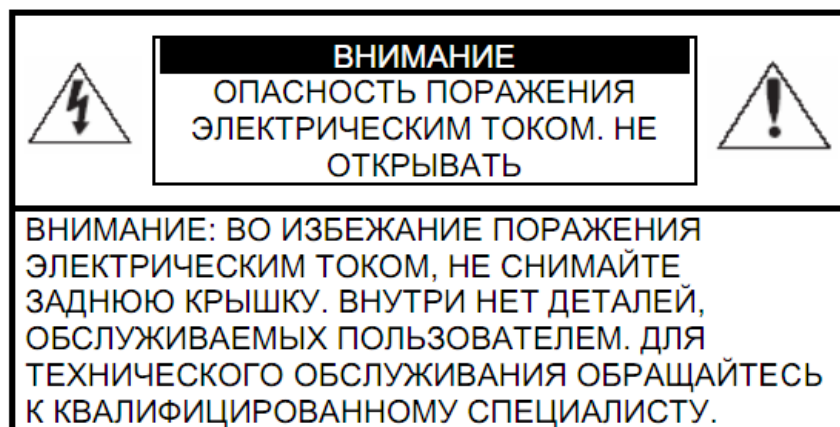 ВНИМАНИЕ
ОПАСНОСТЬ ПОРАЖЕНИЯ
ЭЛЕКТРИЧЕСКИМ ТОКОМ. НЕ
ОТКРЫВАТЬ
ВНИМАНИЕ: ВО ИЗБЕЖАНИЕ ПОРАЖЕНИЯ
ЭЛЕКТРИЧЕСКИМ ТОКОМ, НЕ СНИМАЙТЕ
ЗАДНЮЮ КРЫШКУ. ВНУТРИ НЕТ ДЕТАЛЕЙ,
ОБСЛУЖИВАЕМЫХ ПОЛЬЗОВАТЕЛЕМ. ДЛЯ
ТЕХНИЧЕСКОГО ОБСЛУЖИВАНИЯ ОБРАЩАЙТЕСЬ
К КВАЛИФИЦИРОВАННОМУ СПЕЦИАЛИСТУ.